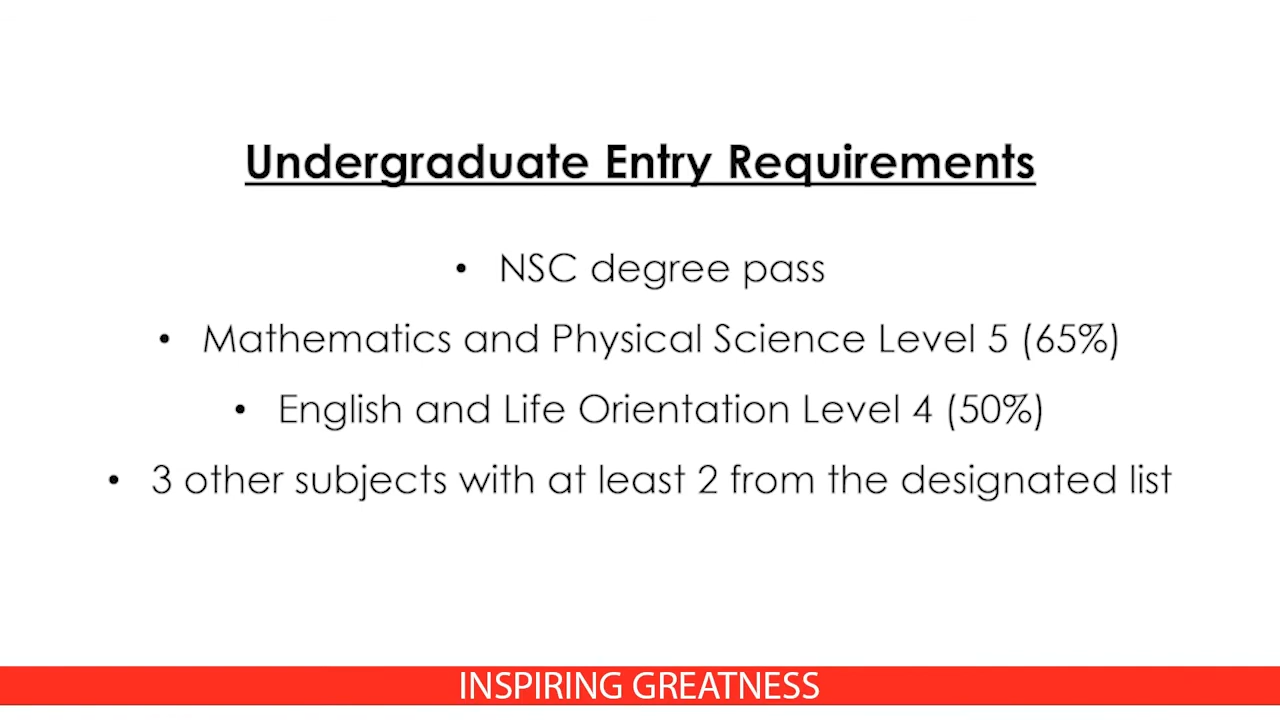 Undergraduate Entry Requirements
• NSC degree pass
• Mathematics and Physical Science Level 5 (65%)
• English and Life Orientation Level 4 (50%)
• 3 other subjects with at least 2 from the designated list
INSPIRING GREATNESS